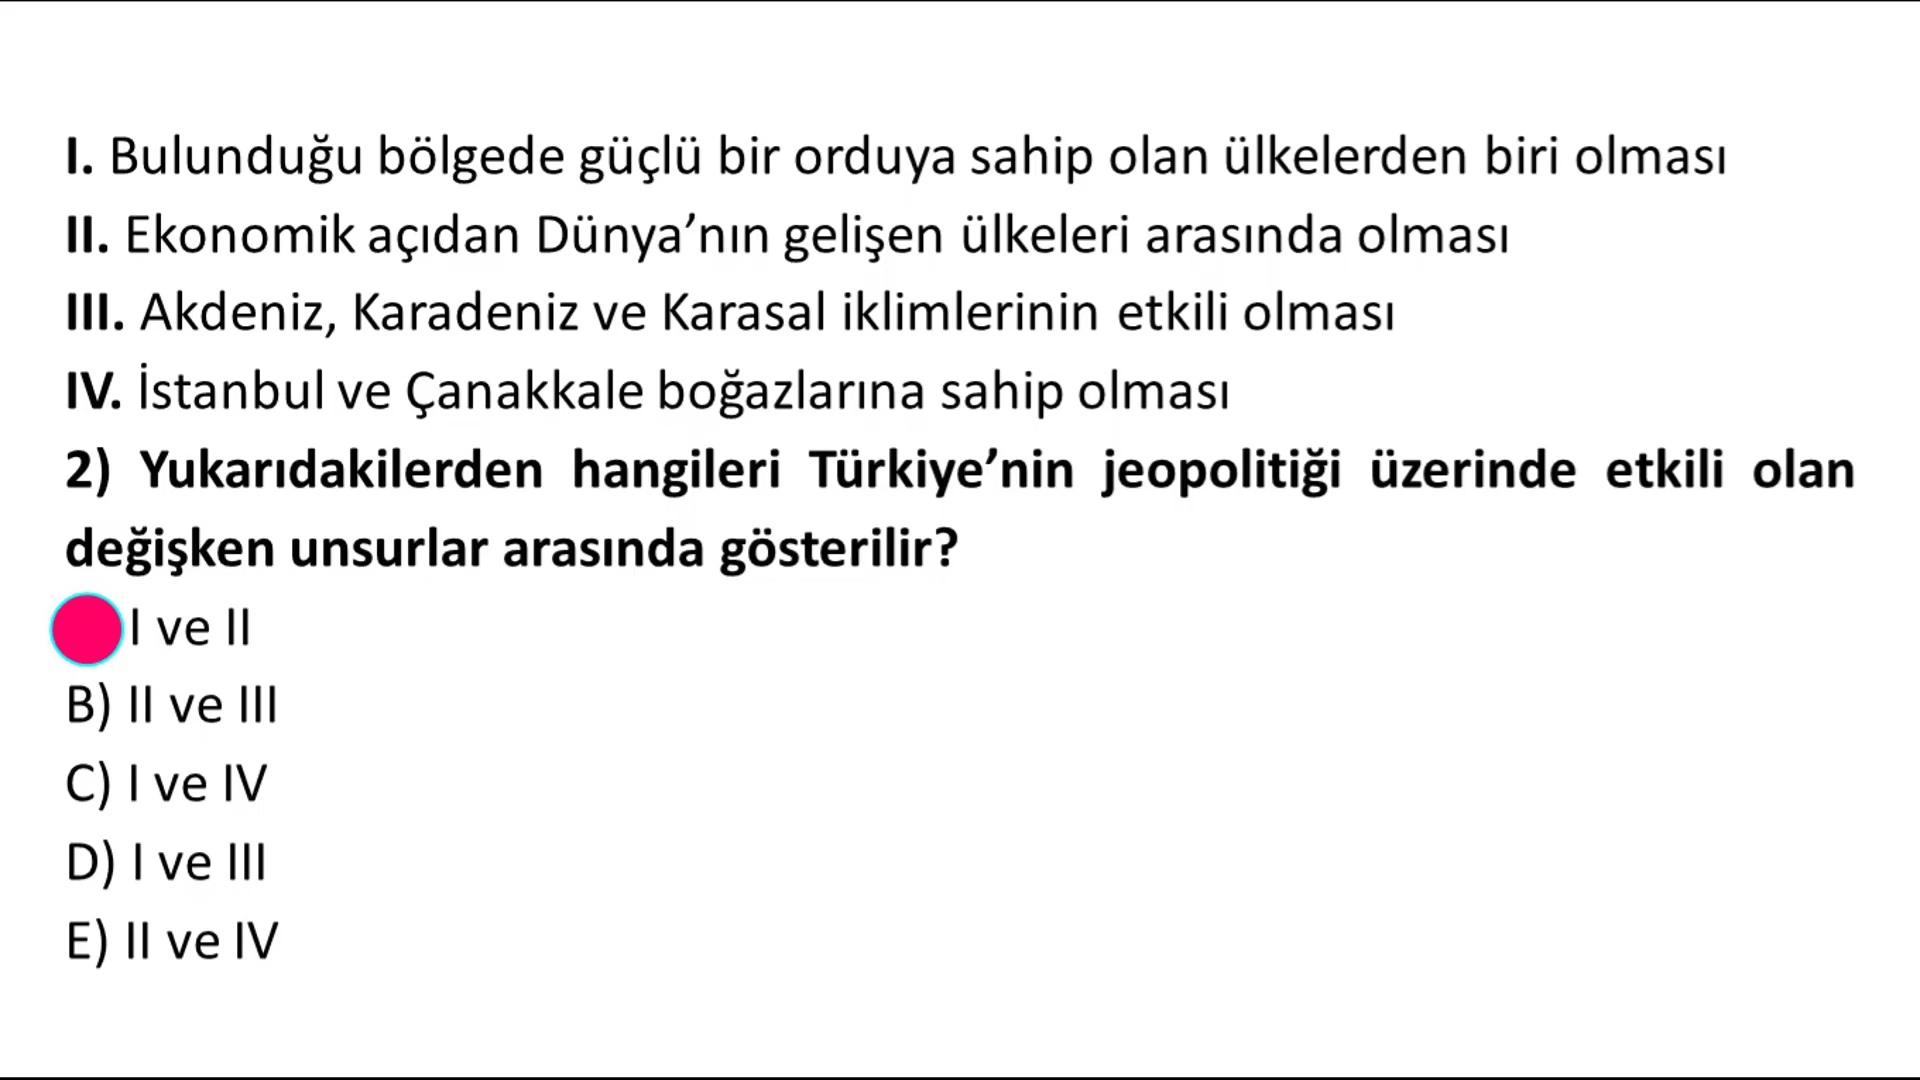 I. Bulunduğu bölgede güçlü bir orduya sahip olan ülkelerden biri olması
II. Ekonomik açıdan Dünya’nın gelişen ülkeleri arasında olması
III. Akdeniz, Karadeniz ve Karasal iklimlerinin etkili olması
IV. İstanbul ve Çanakkale boğazlarına sahip olması
2) Yukarıdakilerden hangileri Türkiye’nin jeopolitiği üzerinde etkili olan
değişken unsurlar arasında gösterilir?
I ve II
B) II ve III
C) I ve IV
D) I ve III
E) II ve IV